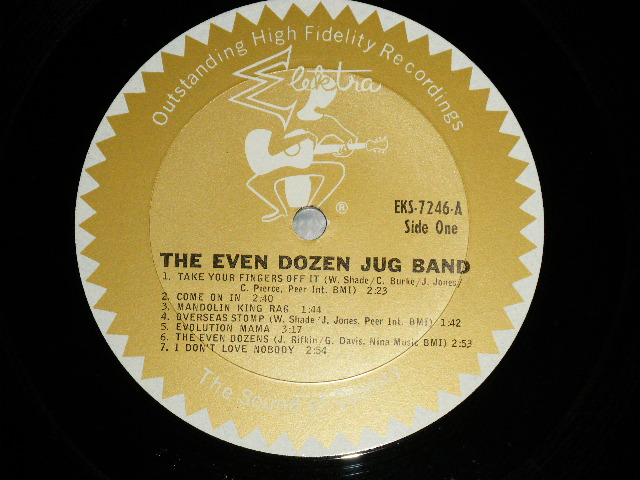 Outstanding High Fidelity Recordings
Elektra
®
EKS-7246-A
Side One
THE EVEN DOZEN JUG BAND
1. TAKE YOUR FINGERS OFF IT (W. Shade/C. Burke/J. Jones/
C. Pierce, Peer Int. BMI) 2:23
2. COME ON IN 2:40
3. MANDOLIN KING RAG 1:44
4. OVERSEAS STOMP (W. Shade/J. Jones, Peer Int. BMI) 1:42
5. EVOLUTION MAMA 3:17
6. THE EVEN DOZENS (J. Rifkin/G. Davis, Nina Music BMI) 2:53
7. I DON'T LOVE NOBODY 2:54
The Sound